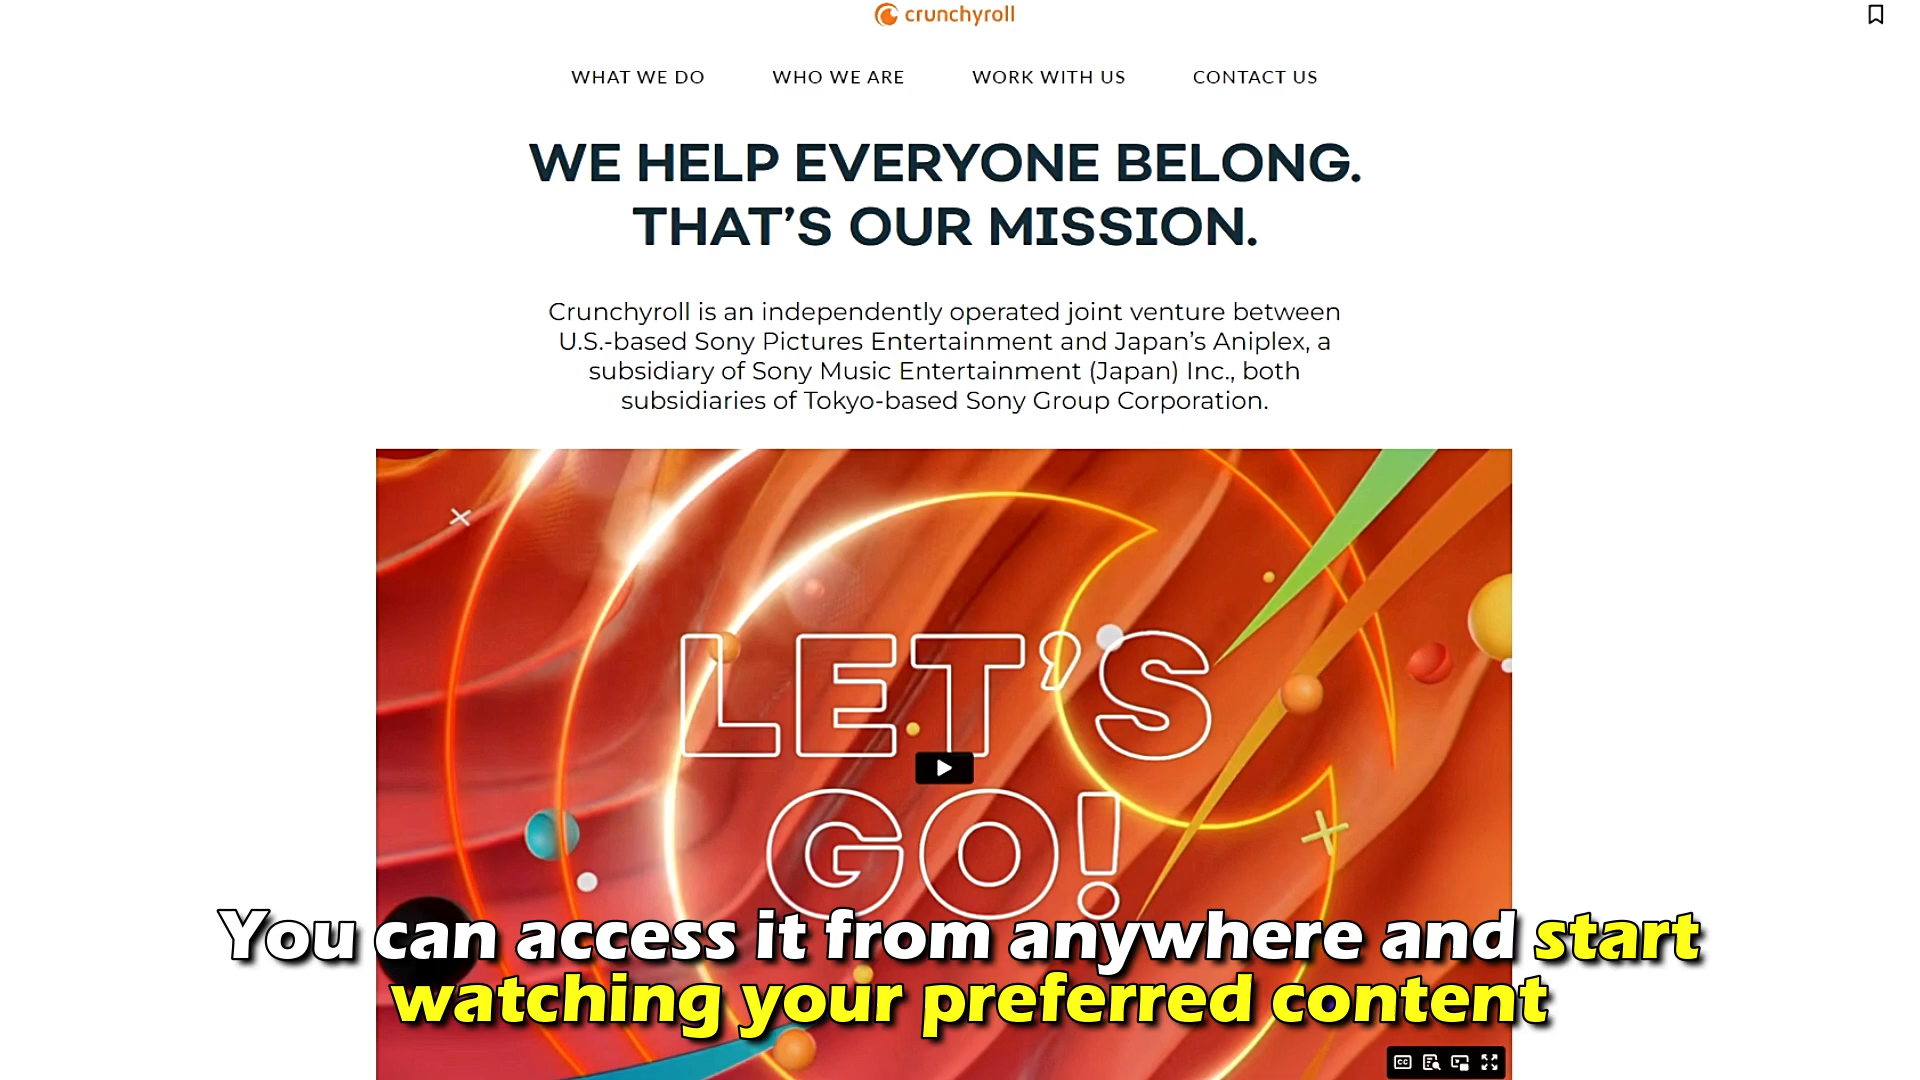 crunchyroll
WHAT WE DO WHO WE ARE WORK WITH US CONTACT US
WE HELP EVERYONE BELONG.
THAT’S OUR MISSION.
Crunchyroll is an independently operated joint venture between
U.S.-based Sony Pictures Entertainment and Japan’s Aniplex, a
subsidiary of Sony Music Entertainment (Japan) Inc., both
subsidiaries of Tokyo-based Sony Group Corporation.
LET’S
GO!
You can access it from anywhere and start
watching your preferred content
CC